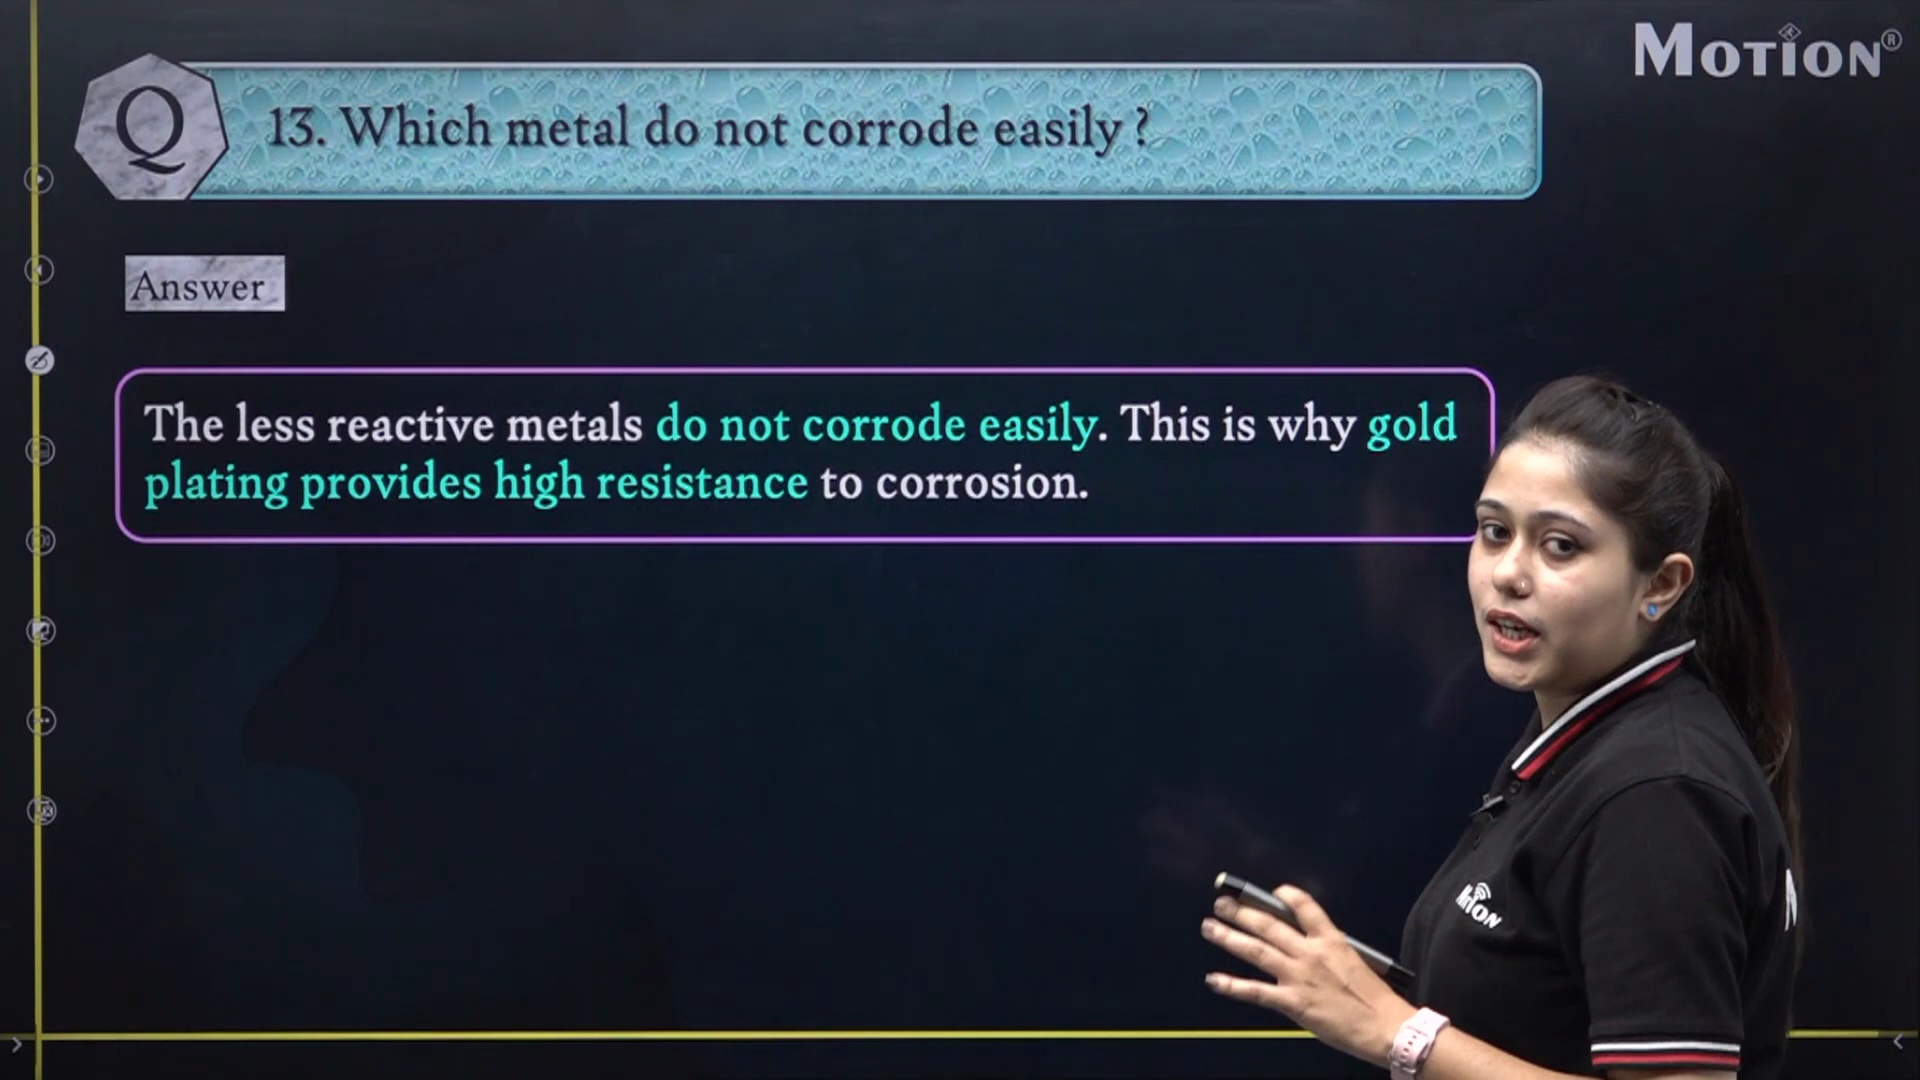 MOTION®
Q
13. Which metal do not corrode easily ?
Answer
The less reactive metals do not corrode easily. This is why gold
plating provides high resistance to corrosion.
MOTION